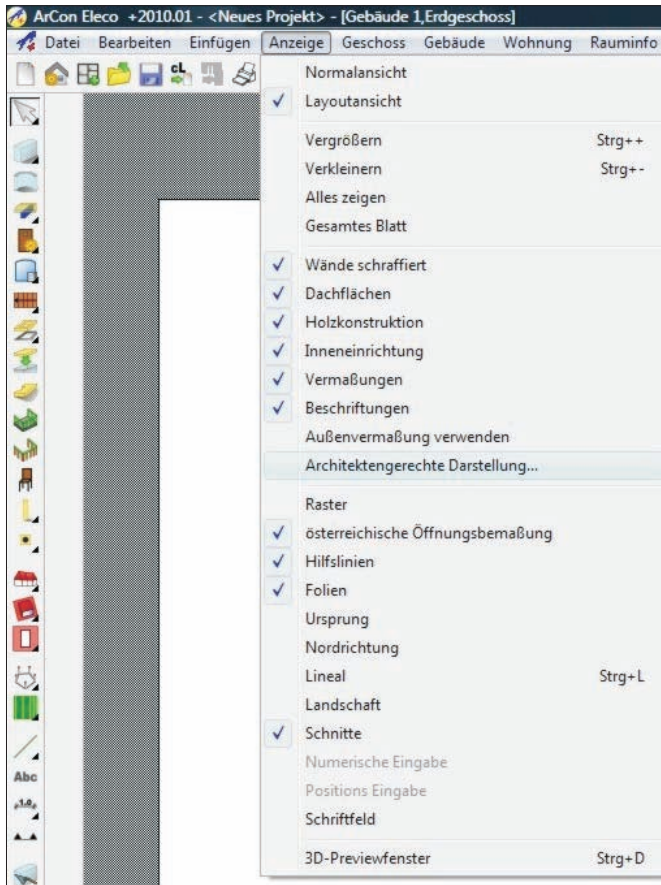 ArCon Eleco +2010.01 - <Neues Projekt> - [Gebäude 1,Erdgeschoss]
Datei Bearbeiten Einfügen Anzeige Geschoss Gebäude Wohnung Rauminfo
CL
Normalansicht
Layoutansicht
Vergrößern Strg++
Verkleinern Strg+-
Alles zeigen
Gesamtes Blatt
Wände schraffiert
Dachflächen
Holzkonstruktion
Inneneinrichtung
Vermaßungen
Beschriftungen
Außenvermaßung verwenden
Architektengerechte Darstellung...
Raster
österreichische Öffnungsbemaßung
Hilfslinien
Folien
Ursprung
Nordrichtung
Lineal Strg+L
Landschaft
Schnitte
Numerische Eingabe
Positions Eingabe
Schriftfeld
3D-Previewfenster Strg+D
Abc
1.0